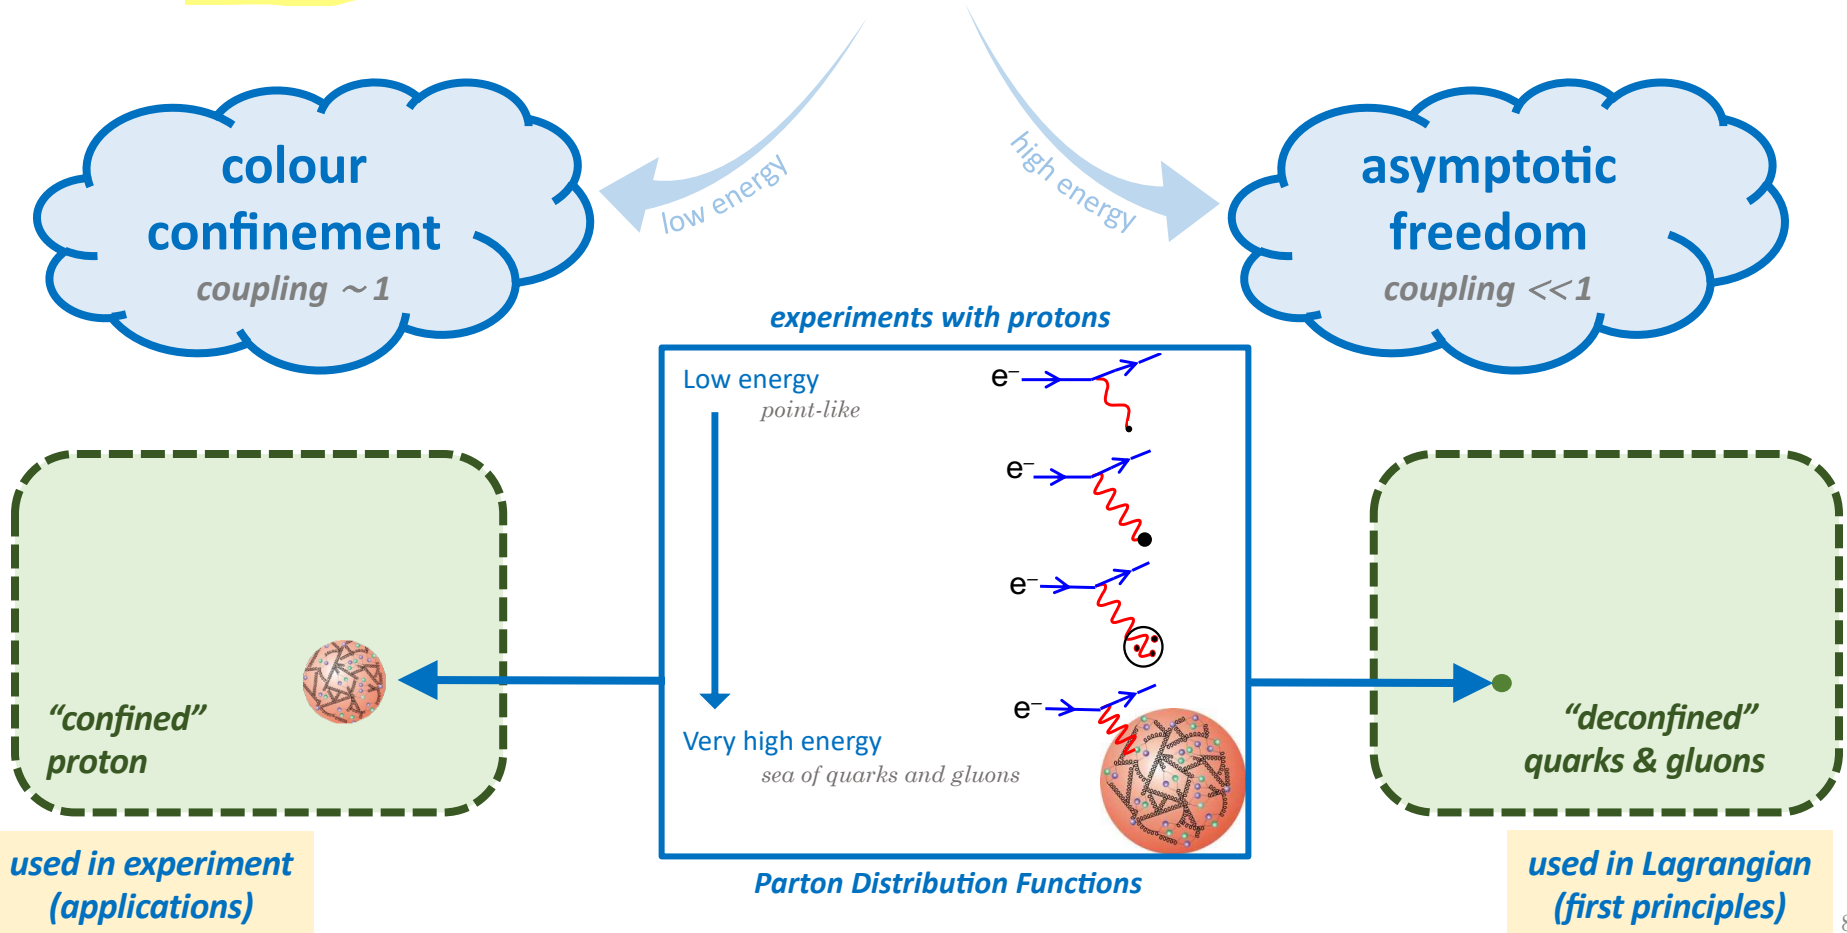 low energy
high energy
colour
confinement
coupling ~ 1
asymptotic
freedom
coupling << 1
experiments with protons
Low energy
point-like
e–
e–
e–
e–
Very high energy
sea of quarks and gluons
Parton Distribution Functions
“confined”
proton
“deconfined”
quarks & gluons
used in experiment
(applications)
used in Lagrangian
(first principles)